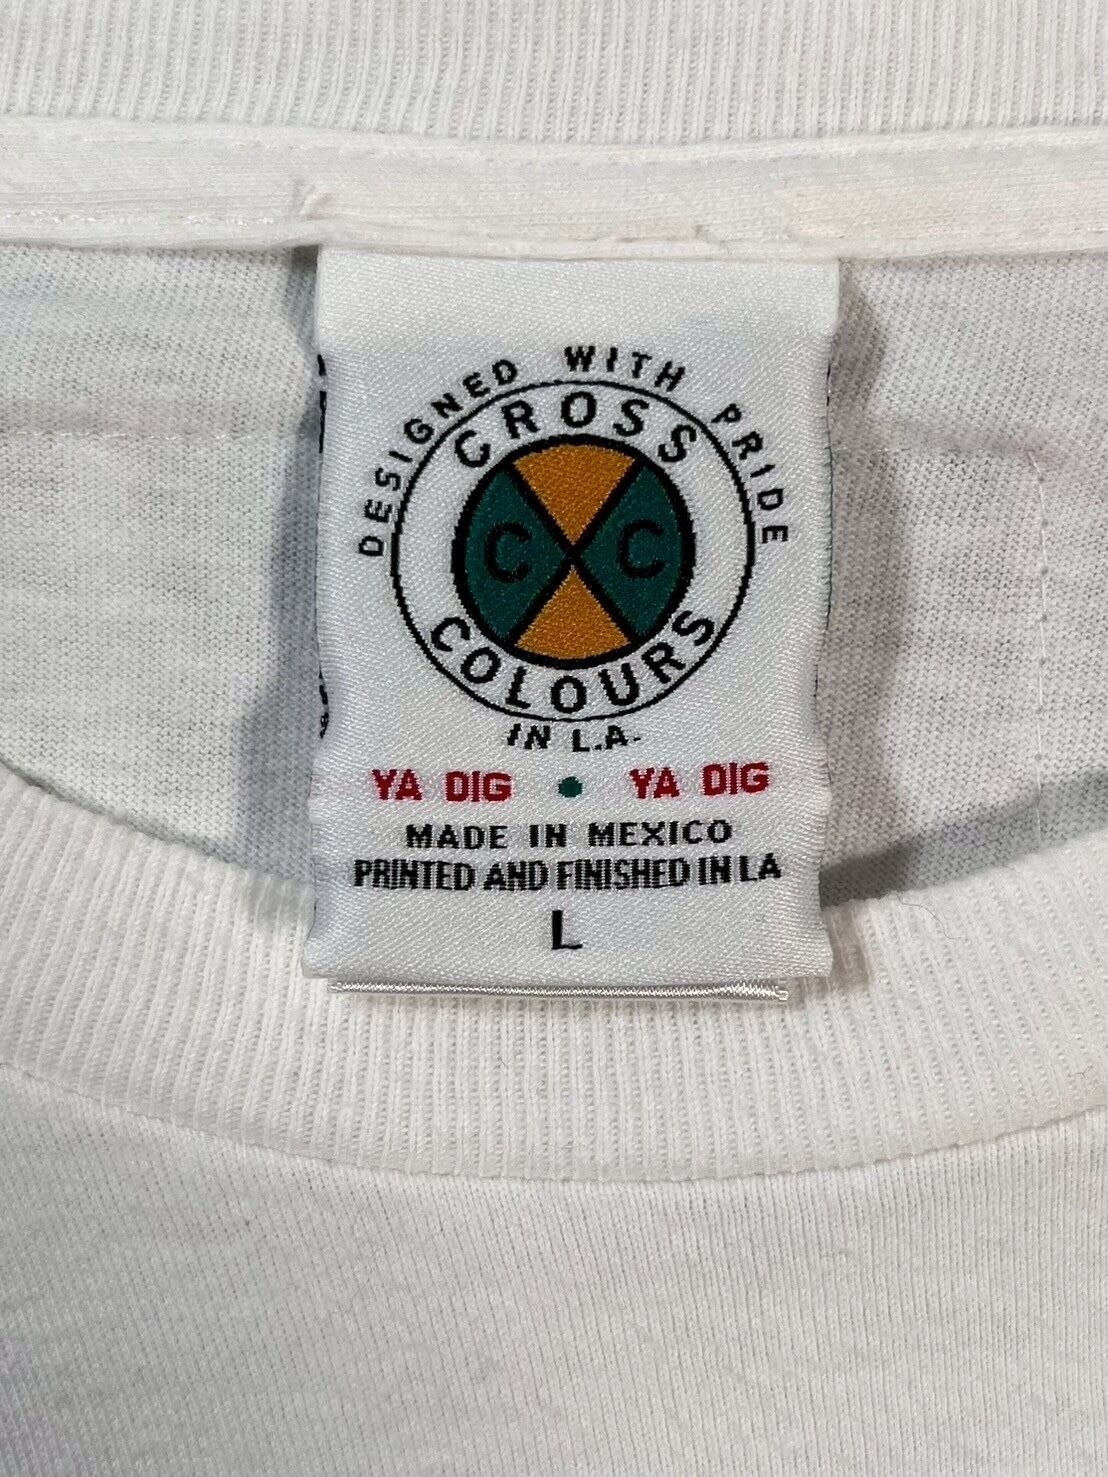 DESIGNED WITH PRIDE
CROSS
C C
COLOURS
IN L.A.
YA DIG • YA DIG
MADE IN MEXICO
PRINTED AND FINISHED IN LA
L